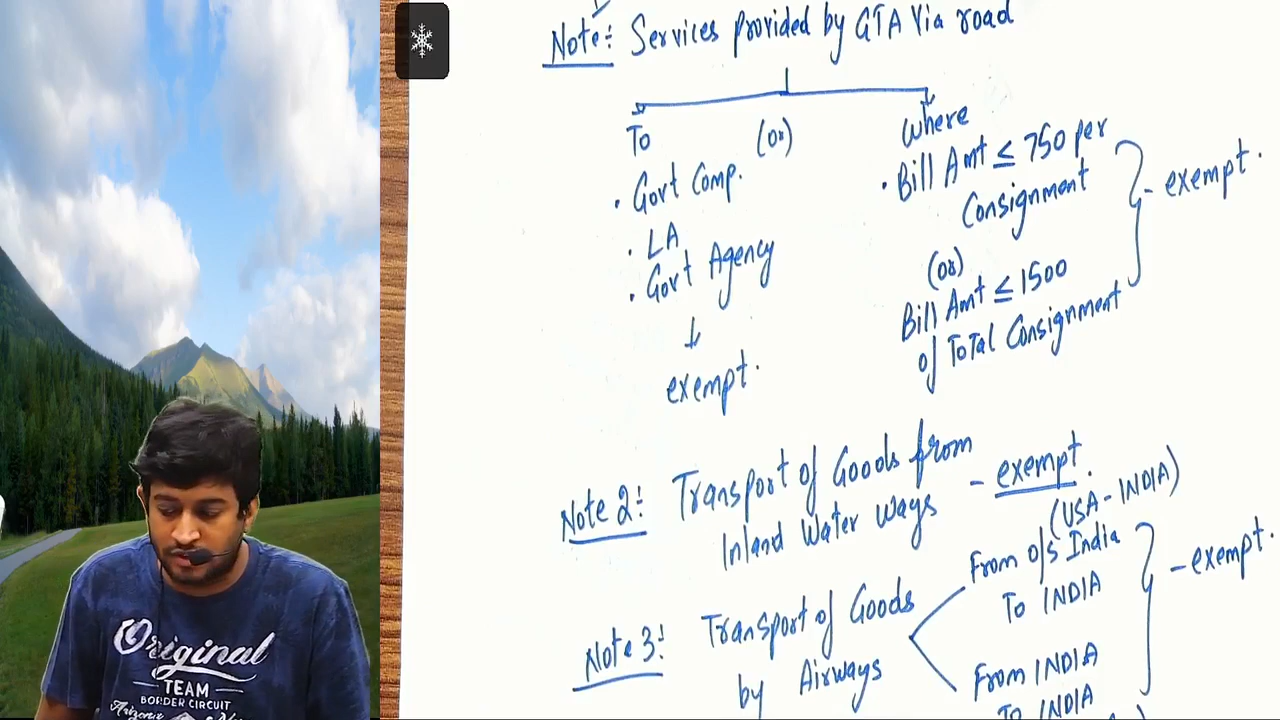 Note: Services provided by GTA Via road
To
(or)
where
• Govt Comp.
• LA
• Govt Agency
↓
exempt.
• Bill Amt ≤ 750 per
Consignment
(or)
Bill Amt ≤ 1500
of Total Consignment
- exempt.
Note 2: Transport of Goods from
Inland Water Ways
- exempt.
Note 3: Transport of Goods
by Airways
From o/s India
(USA - INDIA)
To INDIA
From INDIA
To INDIA
- exempt.
Original
TEAM
BORDER CIRCUIT
Arizona